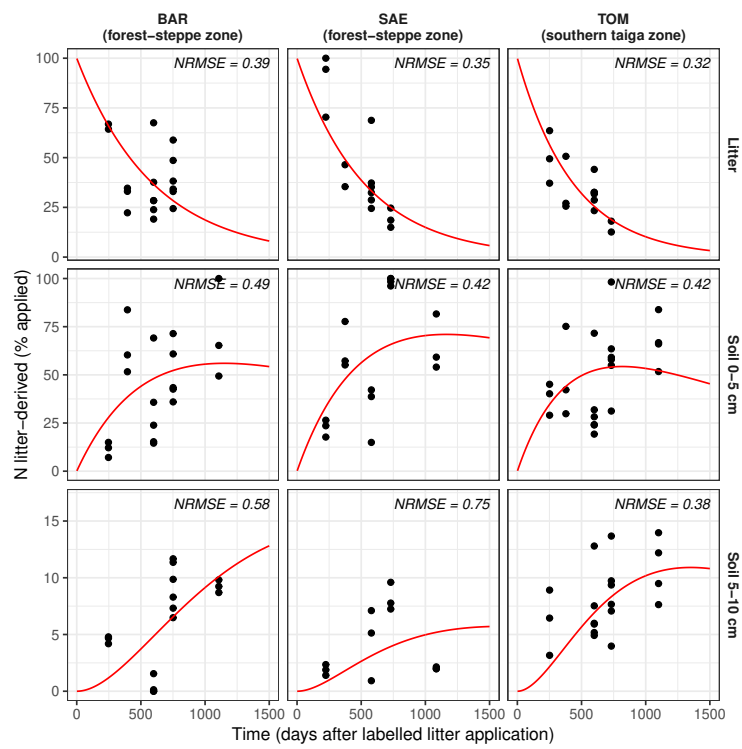 BAR
(forest−steppe zone)
SAE
(forest−steppe zone)
TOM
(southern taiga zone)
NRMSE = 0.39
NRMSE = 0.35
NRMSE = 0.32
100
75
50
25
0
Litter
NRMSE = 0.49
NRMSE = 0.42
NRMSE = 0.42
100
75
50
25
0
Soil 0−5 cm
N litter−derived (% applied)
NRMSE = 0.58
NRMSE = 0.75
NRMSE = 0.38
15
10
5
0
Soil 5−10 cm
0 500 1000 1500
0 500 1000 1500
0 500 1000 1500
Time (days after labelled litter application)